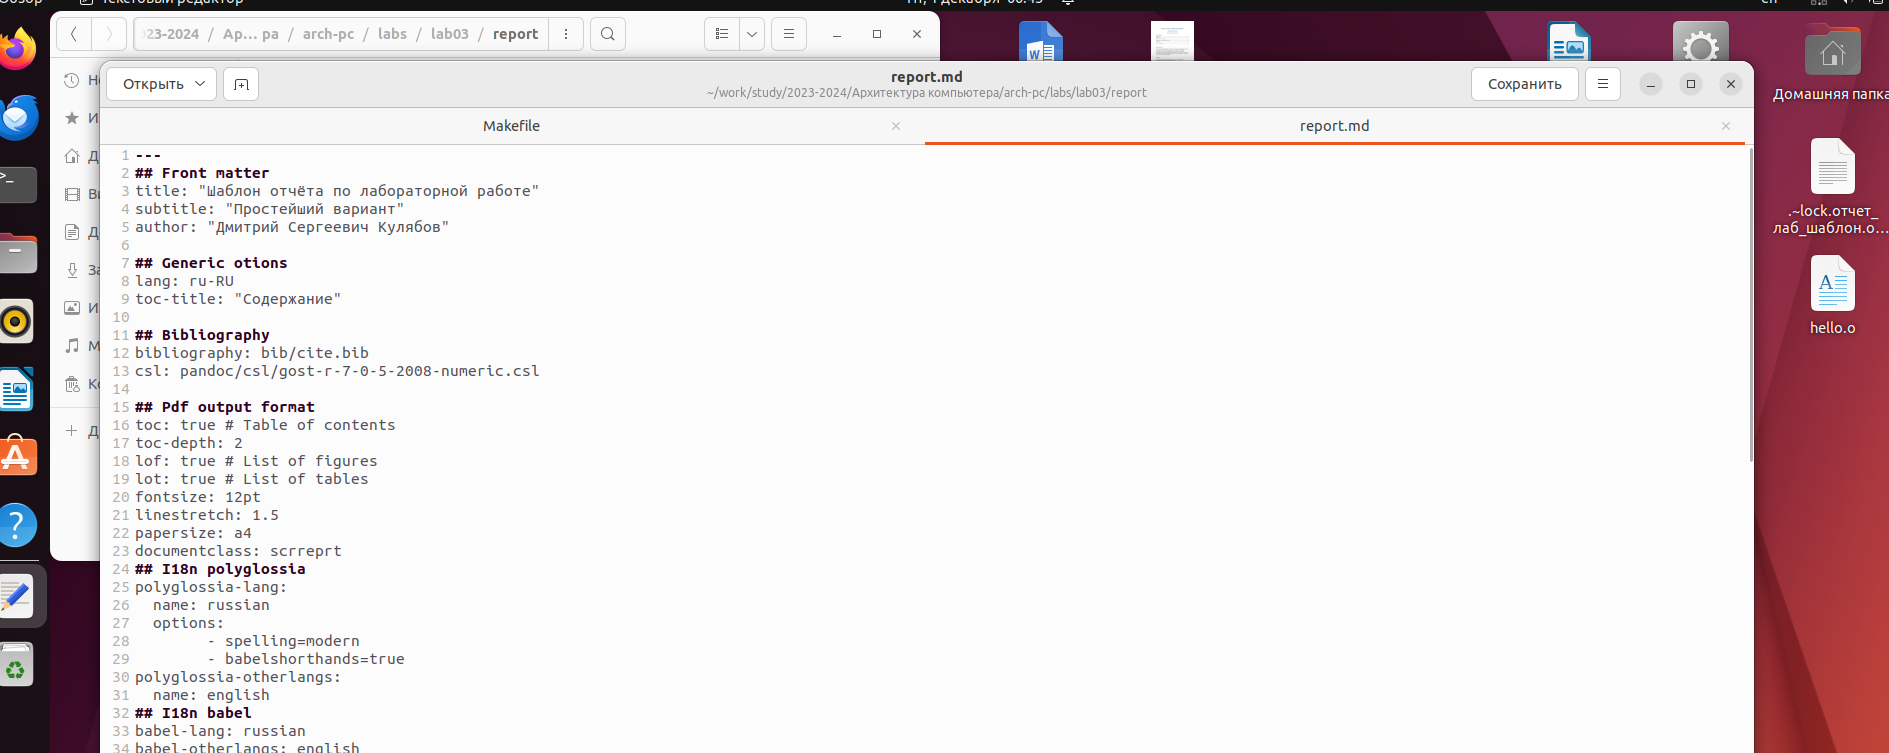 Обзор
Текстовый редактор
en
023-2024 / Ар… ра / arch-pc / labs / lab03 / report
Открыть
report.md
~/work/study/2023-2024/Архитектура компьютера/arch-pc/labs/lab03/report
Сохранить
Makefile
report.md
1 ---
2 ## Front matter
3 title: "Шаблон отчёта по лабораторной работе"
4 subtitle: "Простейший вариант"
5 author: "Дмитрий Сергеевич Кулябов"
6
7 ## Generic otions
8 lang: ru-RU
9 toc-title: "Содержание"
10
11 ## Bibliography
12 bibliography: bib/cite.bib
13 csl: pandoc/csl/gost-r-7-0-5-2008-numeric.csl
14
15 ## Pdf output format
16 toc: true # Table of contents
17 toc-depth: 2
18 lof: true # List of figures
19 lot: true # List of tables
20 fontsize: 12pt
21 linestretch: 1.5
22 papersize: a4
23 documentclass: scrreprt
24 ## I18n polyglossia
25 polyglossia-lang:
26 name: russian
27 options:
28 - spelling=modern
29 - babelshorthands=true
30 polyglossia-otherlangs:
31 name: english
32 ## I18n babel
33 babel-lang: russian
34 babel-otherlangs: english
Домашняя папка
.~lock.отчет_
лаб_шаблон.о…
hello.o